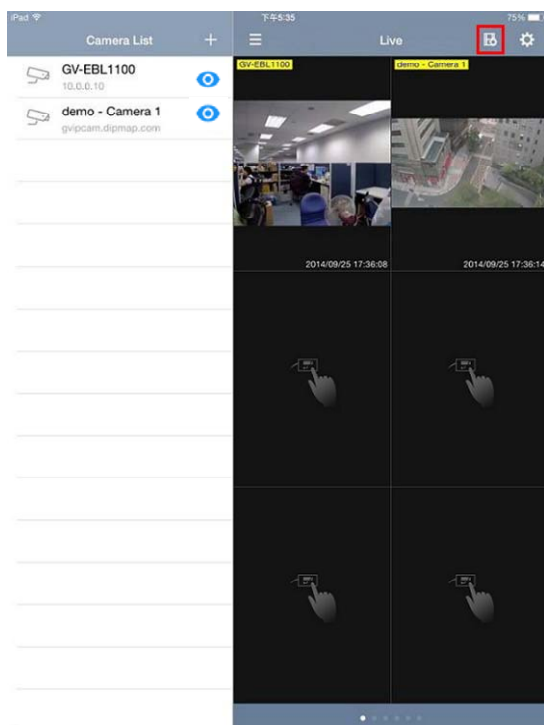 iPad
下午5:35
75%
Camera List
+
Live
GV-EBL1100
10.0.0.10
demo - Camera 1
gvipcam.dipmap.com
GV-EBL1100
demo - Camera 1
2014/09/25 17:36:08
2014/09/25 17:36:14